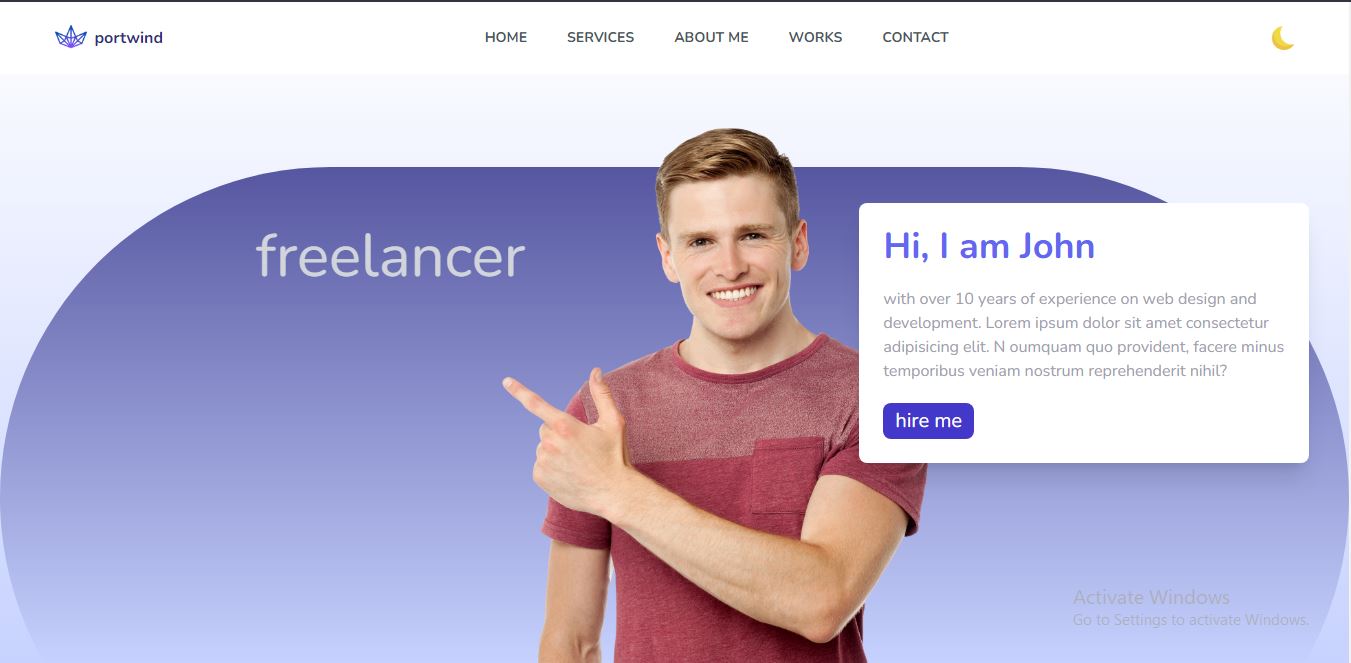 portwind
HOME SERVICES ABOUT ME WORKS CONTACT
freelancer
Hi, I am John
with over 10 years of experience on web design and
development. Lorem ipsum dolor sit amet consectetur
adipisicing elit. N oumquam quo provident, facere minus
temporibus veniam nostrum reprehenderit nihil?
hire me
Activate Windows
Go to Settings to activate Windows.